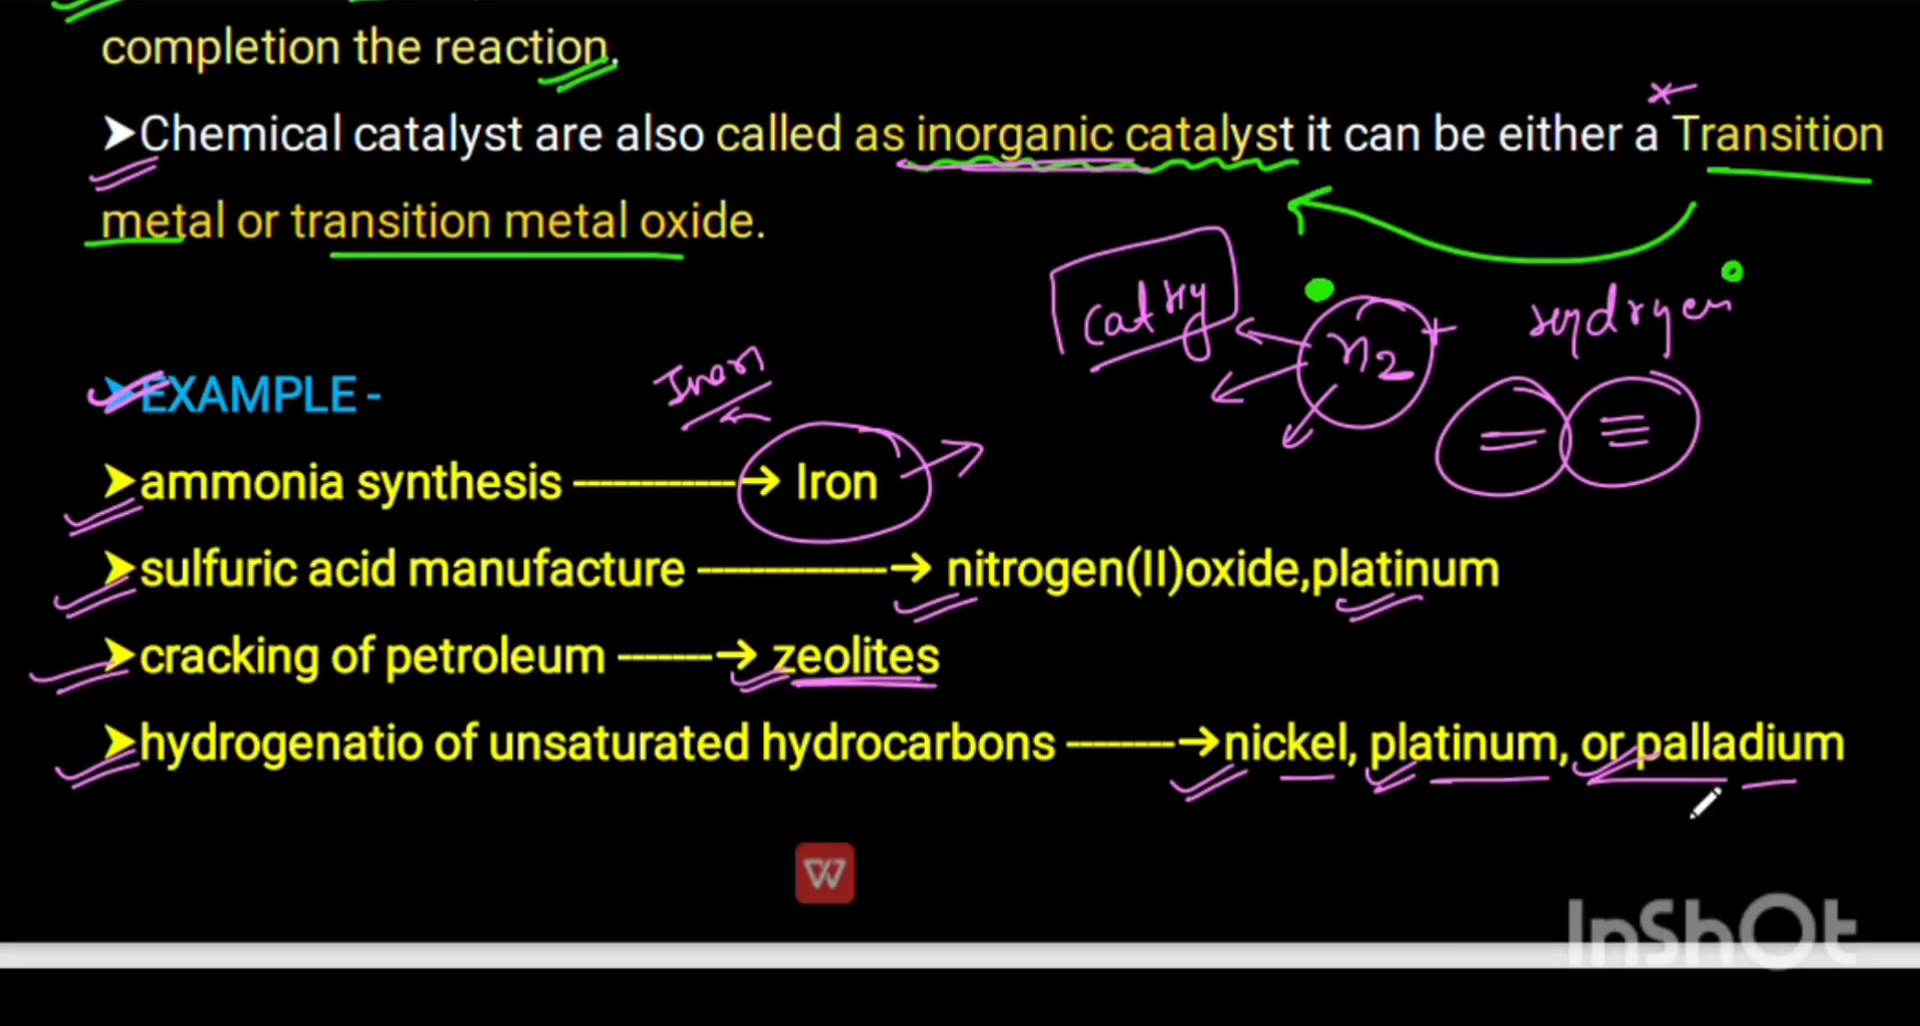 completion the reaction.
➤Chemical catalyst are also called as inorganic catalyst it can be either a Transition
metal or transition metal oxide.
Catky
N2 + Hydrgen
Iron
➤EXAMPLE -
➤ammonia synthesis ------------→ Iron
➤sulfuric acid manufacture --------------→ nitrogen(II)oxide,platinum
➤cracking of petroleum -------→ zeolites
➤hydrogenatio of unsaturated hydrocarbons --------→nickel, platinum, or palladium
W
InShOt